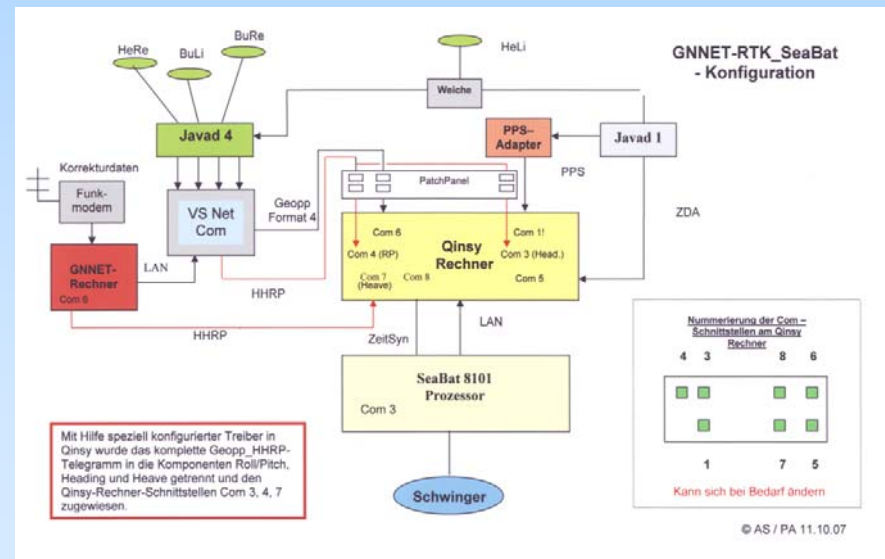 GNNET-RTK_SeaBat
- Konfiguration
HeRe
BuLi
BuRe
HeLi
Weiche
Javad 4
PPS–
Adapter
Javad 1
PPS
Korrekturdaten
Funk-
modem
VS Net
Com
Geopp
Format 4
PatchPanel
ZDA
GNNET-
Rechner
Com 6
LAN
HHRP
HHRP
Qinsy
Rechner
Com 6
Com 1!
Com 4 (RP)
Com 3 (Head.)
Com 7
(Heave)
Com 8
Com 5
ZeitSyn
LAN
SeaBat 8101
Prozessor
Com 3
Schwinger
Mit Hilfe speziell konfigurierter Treiber in
Qinsy wurde das komplette Geopp_HHRP-
Telegramm in die Komponenten Roll/Pitch,
Heading und Heave getrennt und den
Qinsy-Rechner-Schnittstellen Com 3, 4, 7
zugewiesen.
Nummerierung der Com –
Schnittstellen am Qinsy
Rechner
4 3 8 6
1 7 5
Kann sich bei Bedarf ändern
© AS / PA 11.10.07